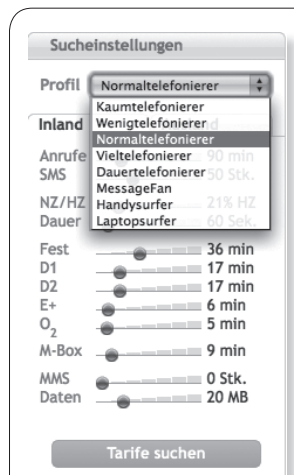 Sucheinstellungen
Profil Normaltelefonierer
Kaumtelefonierer
Wenigtelefonierer
Normaltelefonierer
Vieltelefonierer
Dauertelefonierer
MessageFan
Handysurfer
Laptopsurfer
Inland
Anrufe 90 min
SMS 50 Stk.
NZ/HZ 21% HZ
Dauer 60 Sek.
Fest 36 min
D1 17 min
D2 17 min
E+ 6 min
O2 5 min
M-Box 9 min
MMS 0 Stk.
Daten 20 MB
Tarife suchen